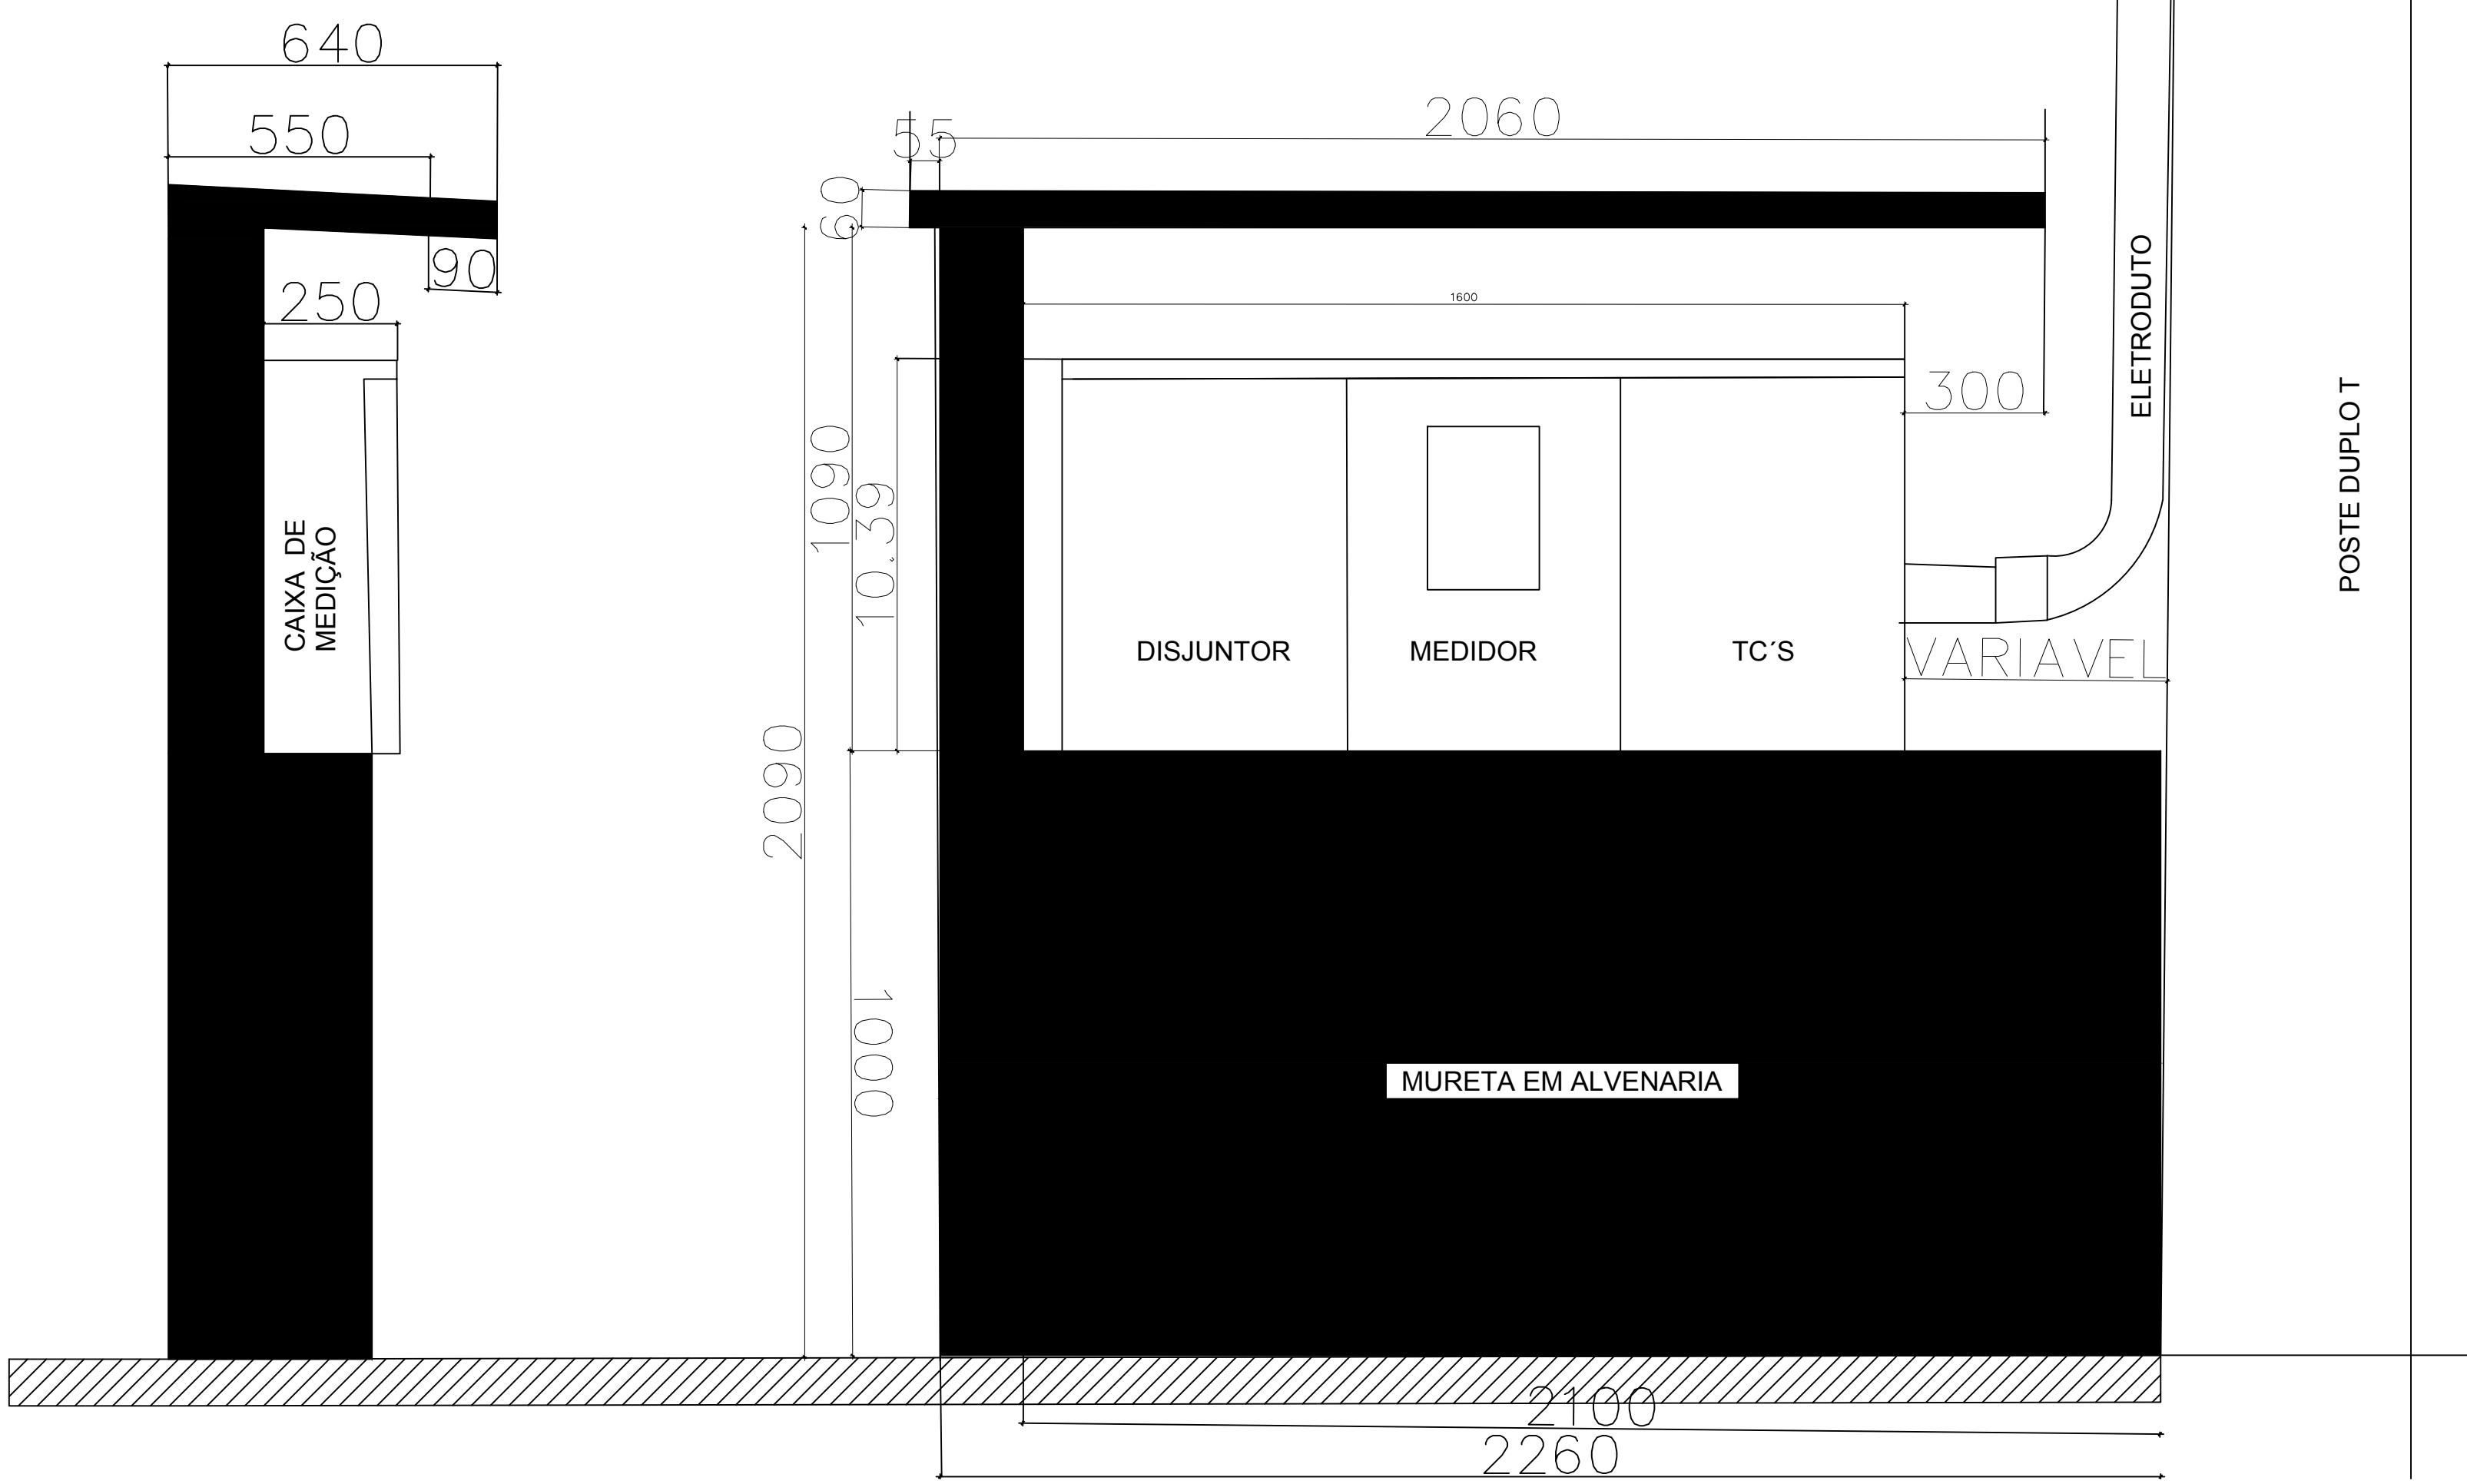 640
550
90
250
CAIXA DE
MEDIÇÃO
55
2060
60
1600
300
1090
10.39
2090
1000
DISJUNTOR
MEDIDOR
TC´S
VARIAVEL
ELETRODUTO
POSTE DUPLO T
MURETA EM ALVENARIA
2100
2260